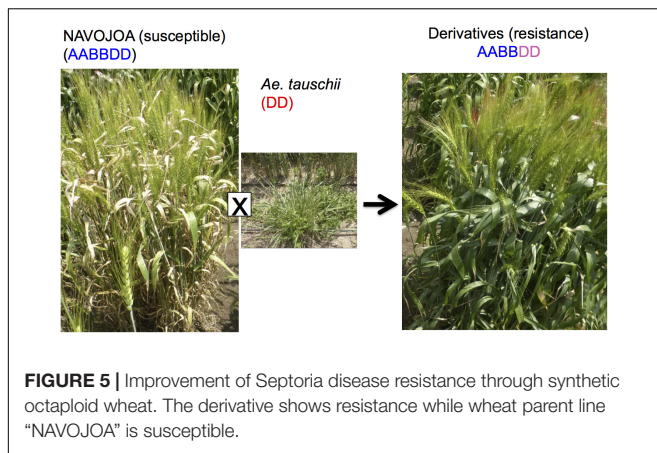 NAVOJOA (susceptible)
(AABBDD)
Ae. tauschii
(DD)
X
Derivatives (resistance)
AABBDD
FIGURE 5 | Improvement of Septoria disease resistance through synthetic
octaploid wheat. The derivative shows resistance while wheat parent line
“NAVOJOA” is susceptible.